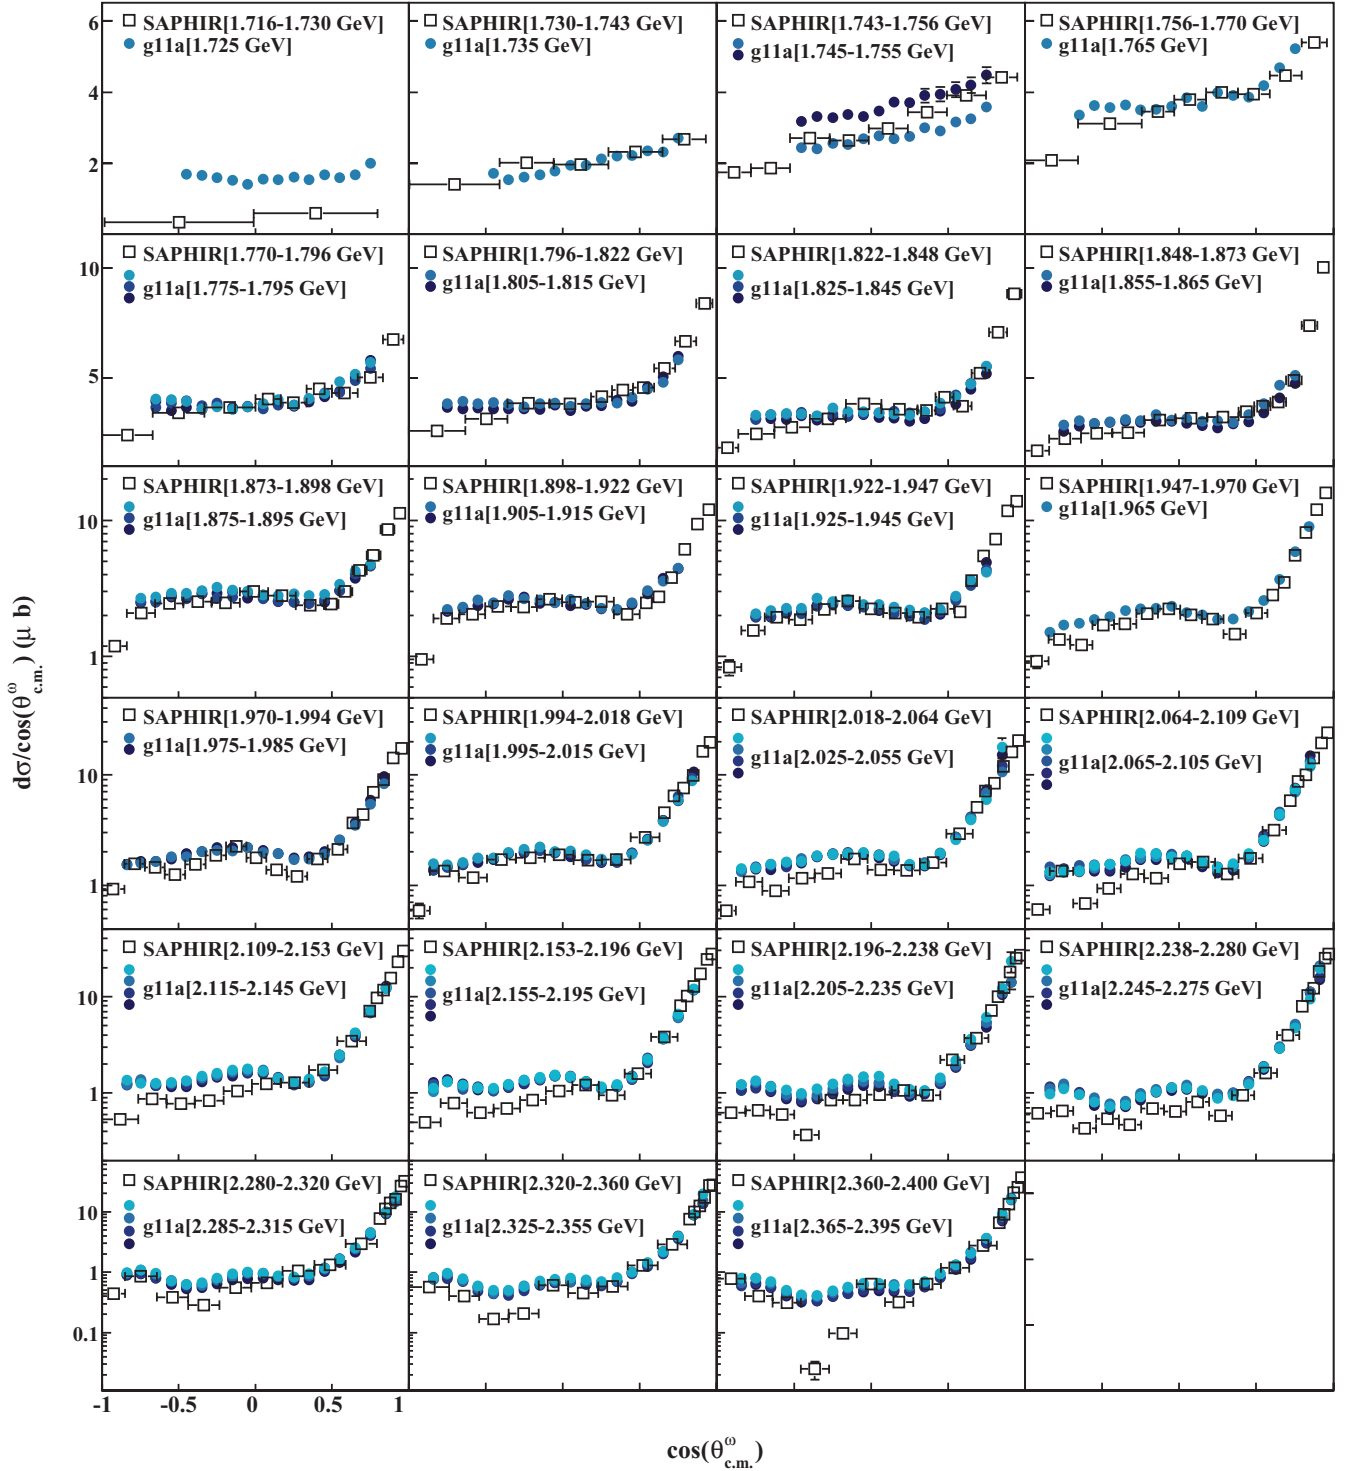 6
4
2
SAPHIR[1.716-1.730 GeV]
g11a[1.725 GeV]
SAPHIR[1.730-1.743 GeV]
g11a[1.735 GeV]
SAPHIR[1.743-1.756 GeV]
g11a[1.745-1.755 GeV]
SAPHIR[1.756-1.770 GeV]
g11a[1.765 GeV]
10
5
SAPHIR[1.770-1.796 GeV]
g11a[1.775-1.795 GeV]
SAPHIR[1.796-1.822 GeV]
g11a[1.805-1.815 GeV]
SAPHIR[1.822-1.848 GeV]
g11a[1.825-1.845 GeV]
SAPHIR[1.848-1.873 GeV]
g11a[1.855-1.865 GeV]
10
1
SAPHIR[1.873-1.898 GeV]
g11a[1.875-1.895 GeV]
SAPHIR[1.898-1.922 GeV]
g11a[1.905-1.915 GeV]
SAPHIR[1.922-1.947 GeV]
g11a[1.925-1.945 GeV]
SAPHIR[1.947-1.970 GeV]
g11a[1.965 GeV]
dσ/cos(θ^ω_c.m.) (μ b)
10
1
SAPHIR[1.970-1.994 GeV]
g11a[1.975-1.985 GeV]
SAPHIR[1.994-2.018 GeV]
g11a[1.995-2.015 GeV]
SAPHIR[2.018-2.064 GeV]
g11a[2.025-2.055 GeV]
SAPHIR[2.064-2.109 GeV]
g11a[2.065-2.105 GeV]
10
1
SAPHIR[2.109-2.153 GeV]
g11a[2.115-2.145 GeV]
SAPHIR[2.153-2.196 GeV]
g11a[2.155-2.195 GeV]
SAPHIR[2.196-2.238 GeV]
g11a[2.205-2.235 GeV]
SAPHIR[2.238-2.280 GeV]
g11a[2.245-2.275 GeV]
10
1
0.1
SAPHIR[2.280-2.320 GeV]
g11a[2.285-2.315 GeV]
SAPHIR[2.320-2.360 GeV]
g11a[2.325-2.355 GeV]
SAPHIR[2.360-2.400 GeV]
g11a[2.365-2.395 GeV]
-1 -0.5 0 0.5 1
cos(θ^ω_c.m.)